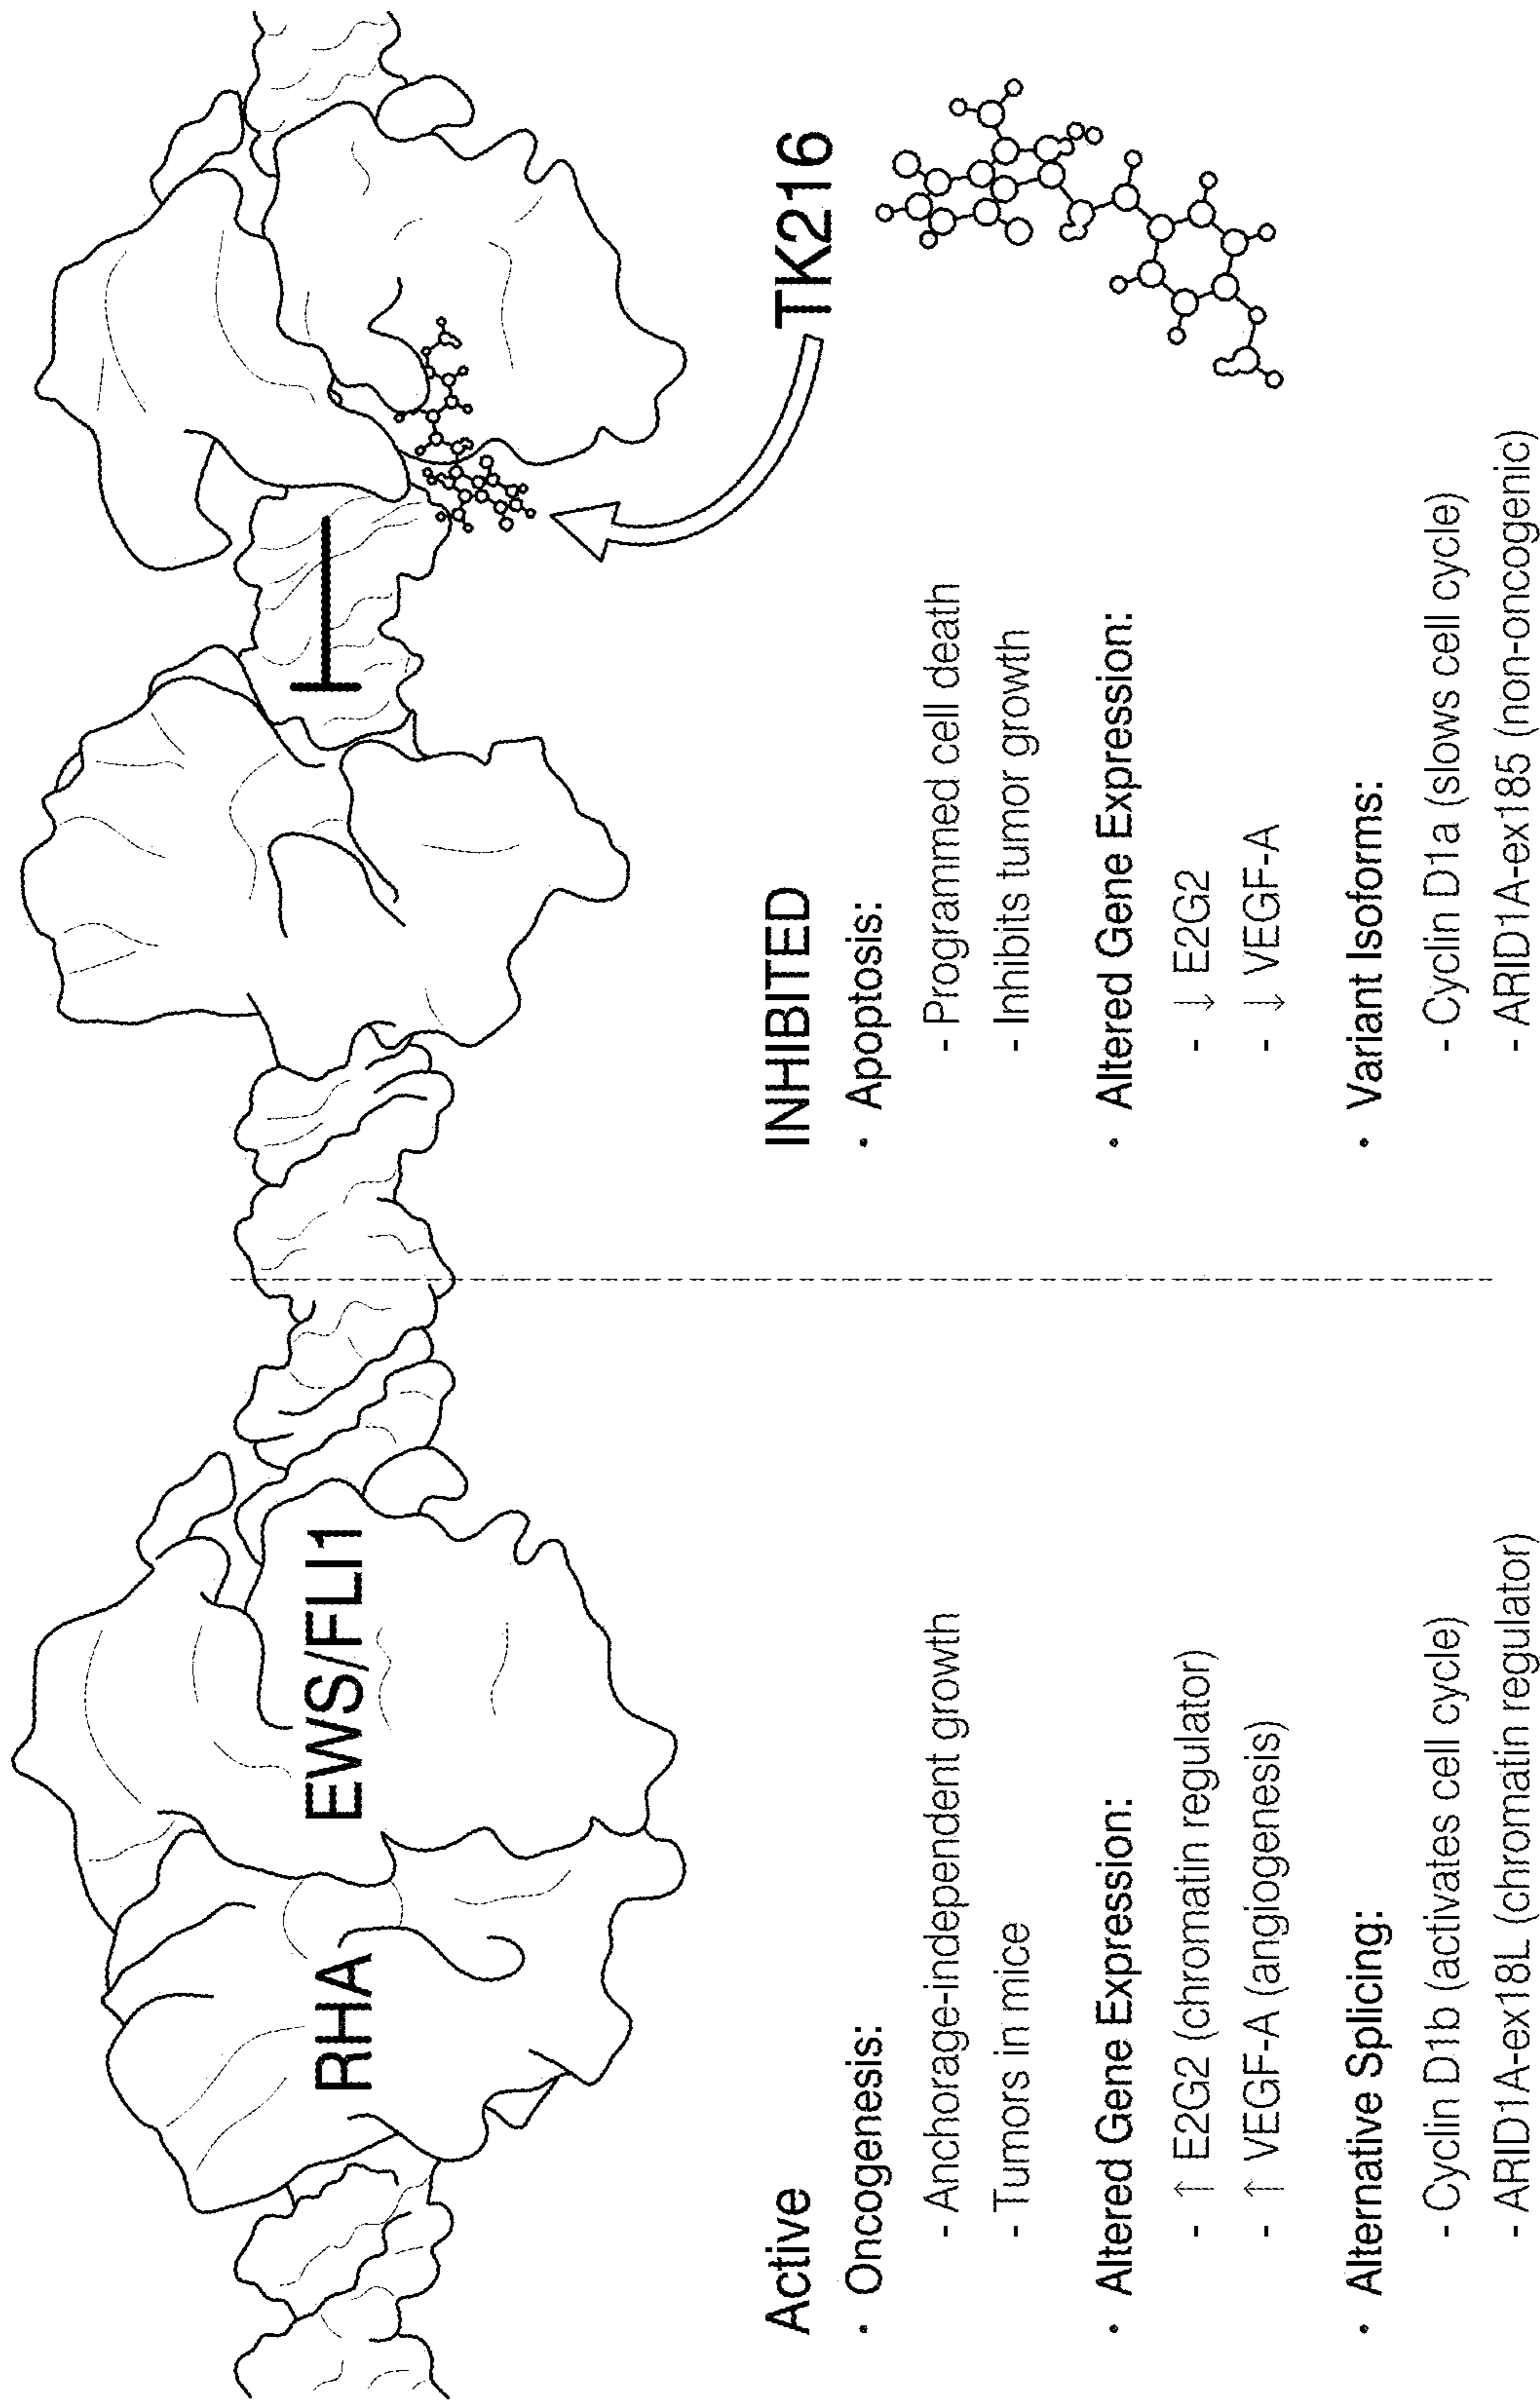 RHA
EWS/FLI1
TK216
Active
• Oncogenesis:
- Anchorage-independent growth
- Tumors in mice
• Altered Gene Expression:
- ↑ E2G2 (chromatin regulator)
- ↑ VEGF-A (angiogenesis)
• Alternative Splicing:
- Cyclin D1b (activates cell cycle)
- ARID1A-ex18L (chromatin regulator)
INHIBITED
• Apoptosis:
- Programmed cell death
- Inhibits tumor growth
• Altered Gene Expression:
- ↓ E2G2
- ↓ VEGF-A
• Variant Isoforms:
- Cyclin D1a (slows cell cycle)
- ARID1A-ex185 (non-oncogenic)